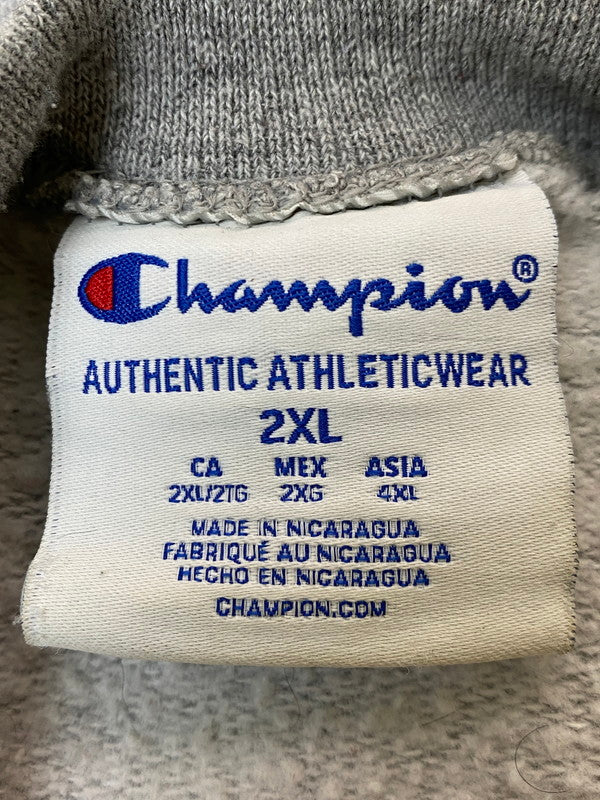 Champion®
AUTHENTIC ATHLETICWEAR
2XL
CA MEX ASIA
2XL/2TG 2XG 4XL
MADE IN NICARAGUA
FABRIQUÉ AU NICARAGUA
HECHO EN NICARAGUA
CHAMPION.COM